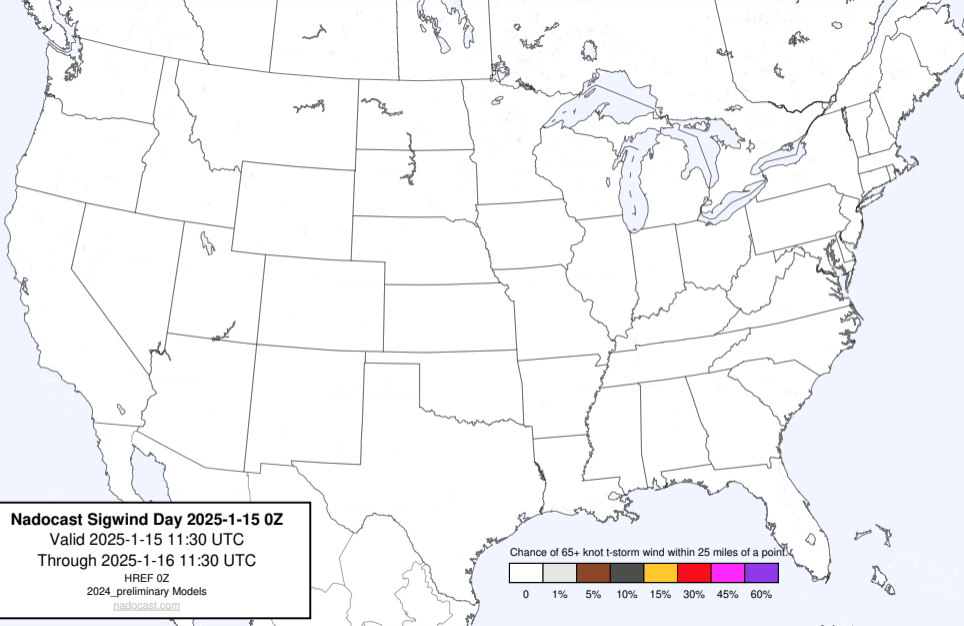 Nadocast Sigwind Day 2025-1-15 0Z
Valid 2025-1-15 11:30 UTC
Through 2025-1-16 11:30 UTC
HREF 0Z
2024_preliminary Models
nadocast.com
Chance of 65+ knot t-storm wind within 25 miles of a point.
0 1% 5% 10% 15% 30% 45% 60%